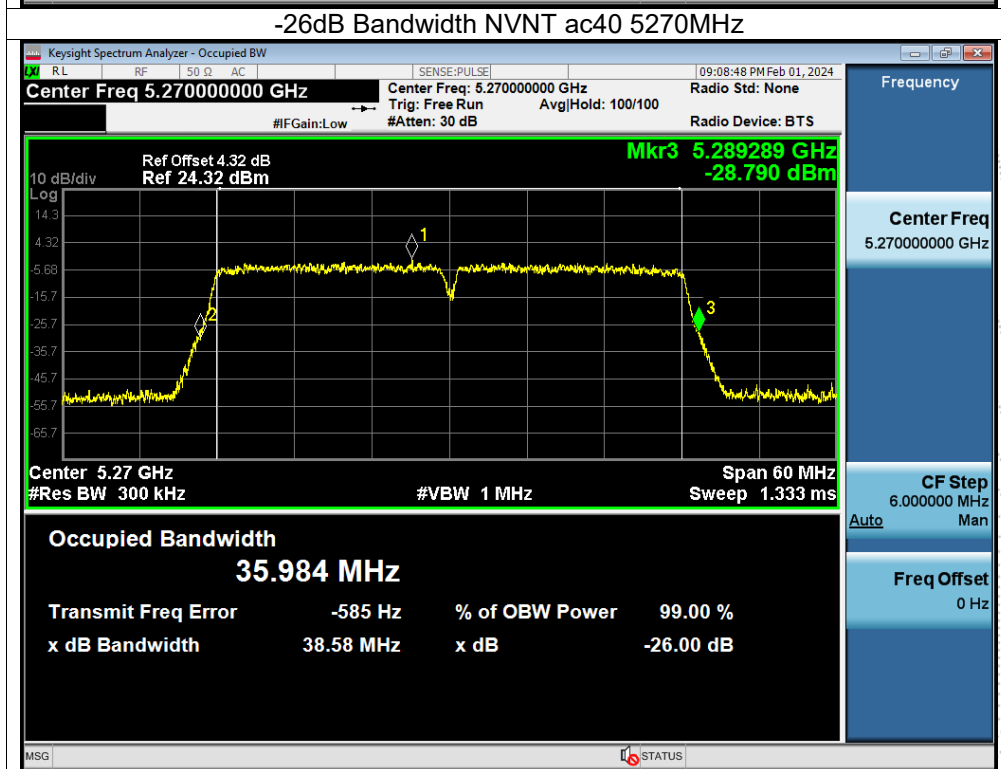 -26dB Bandwidth NVNT ac40 5270MHz
Keysight Spectrum Analyzer - Occupied BW
LXI RL RF 50 Ω AC SENSE:PULSE 09:08:48 PM Feb 01, 2024
Center Freq 5.270000000 GHz
Center Freq: 5.270000000 GHz
Radio Std: None
Trig: Free Run Avg|Hold: 100/100
#IFGain:Low
#Atten: 30 dB
Radio Device: BTS
Frequency
Mkr3 5.289289 GHz
-28.790 dBm
Ref Offset 4.32 dB
10 dB/div Ref 24.32 dBm
Log
14.3
4.32
-5.68
-15.7
-25.7
-35.7
-45.7
-55.7
-65.7
1
2
3
Center 5.27 GHz Span 60 MHz
#Res BW 300 kHz #VBW 1 MHz Sweep 1.333 ms
Center Freq
5.270000000 GHz
CF Step
6.000000 MHz
Auto Man
Freq Offset
0 Hz
Occupied Bandwidth
35.984 MHz
Transmit Freq Error -585 Hz % of OBW Power 99.00 %
x dB Bandwidth 38.58 MHz x dB -26.00 dB
MSG STATUS